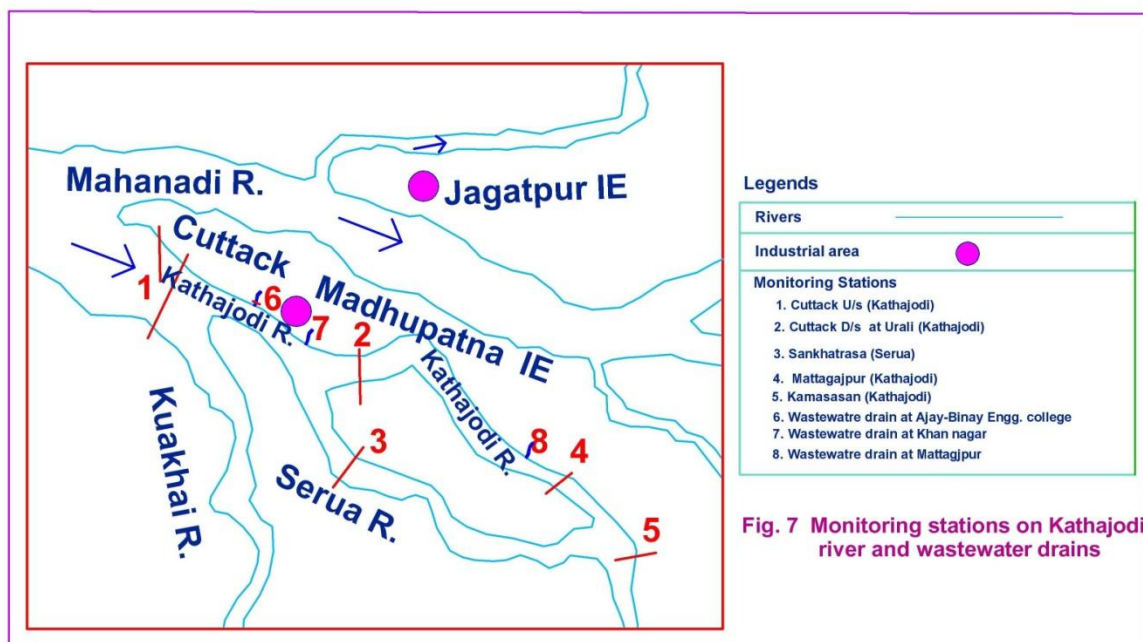 Mahanadi R.
Jagatpur IE
Cuttack
Madhupatna IE
Kathajodi R.
1
6
7
2
Kathajodi R.
8
4
3
5
Kuakhai R.
Serua R.
Legends
Rivers
Industrial area
Monitoring Stations
1. Cuttack U/s (Kathajodi)
2. Cuttack D/s at Urali (Kathajodi)
3. Sankhatrasa (Serua)
4. Mattagajpur (Kathajodi)
5. Kamasasan (Kathajodi)
6. Wastewatre drain at Ajay-Binay Engg. college
7. Wastewatre drain at Khan nagar
8. Wastewatre drain at Mattagjpur
Fig. 7 Monitoring stations on Kathajodi
river and wastewater drains